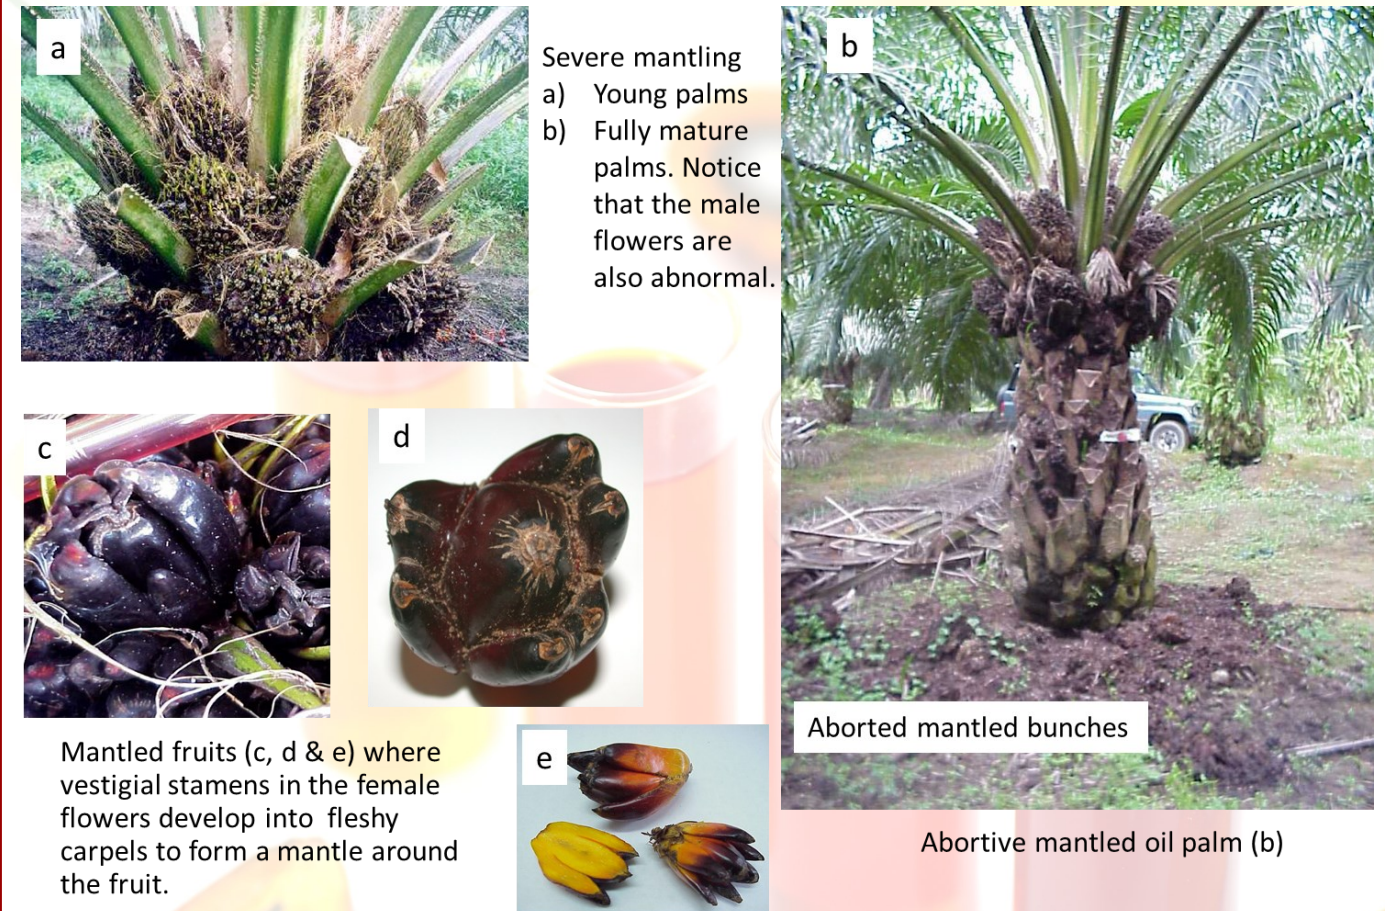 a
Severe mantling
a) Young palms
b) Fully mature
palms. Notice
that the male
flowers are
also abnormal.
b
c
d
Aborted mantled bunches
Mantled fruits (c, d & e) where
vestigial stamens in the female
flowers develop into fleshy
carpels to form a mantle around
the fruit.
e
Abortive mantled oil palm (b)